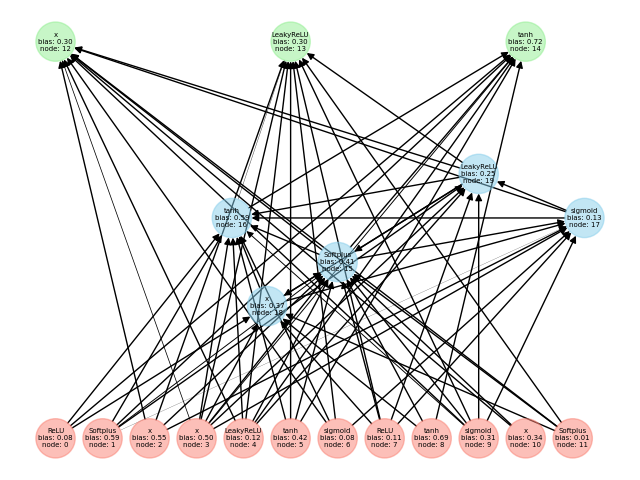 x
bias: 0.30
node: 12
LeakyReLU
bias: 0.30
node: 13
tanh
bias: 0.72
node: 14
LeakyReLU
bias: 0.25
node: 19
tanh
bias: 0.59
node: 16
sigmoid
bias: 0.13
node: 17
Softplus
bias: 0.41
node: 15
x
bias: 0.37
node: 18
ReLU
bias: 0.08
node: 0
Softplus
bias: 0.59
node: 1
x
bias: 0.55
node: 2
x
bias: 0.50
node: 3
LeakyReLU
bias: 0.12
node: 4
tanh
bias: 0.42
node: 5
sigmoid
bias: 0.08
node: 6
ReLU
bias: 0.11
node: 7
tanh
bias: 0.69
node: 8
sigmoid
bias: 0.31
node: 9
x
bias: 0.34
node: 10
Softplus
bias: 0.01
node: 11